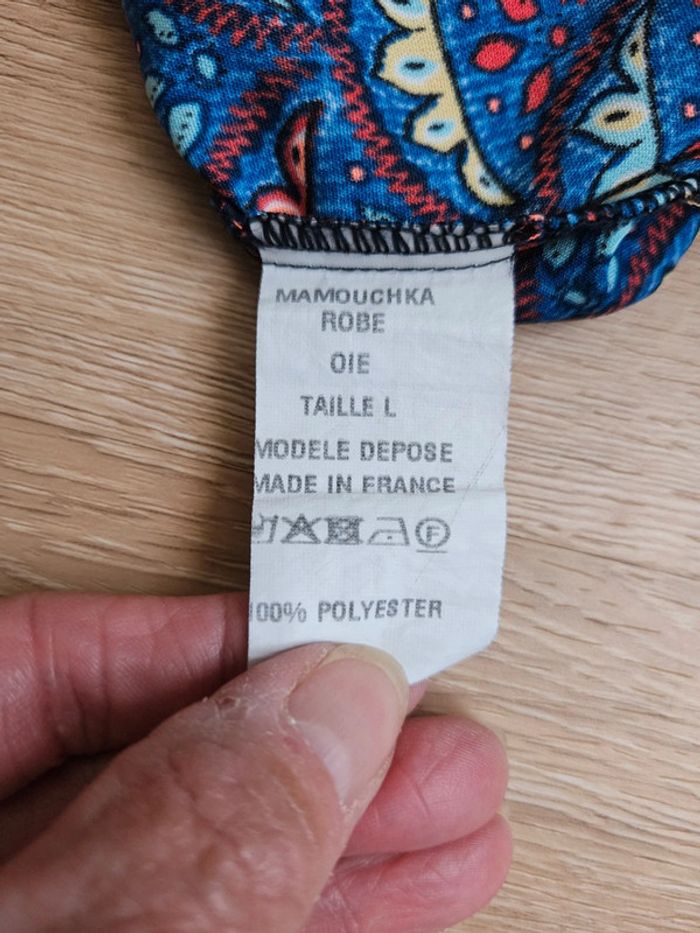 MAMOUCHKA
ROBE
OIE
TAILLE L
MODELE DEPOSE
MADE IN FRANCE
F
100% POLYESTER